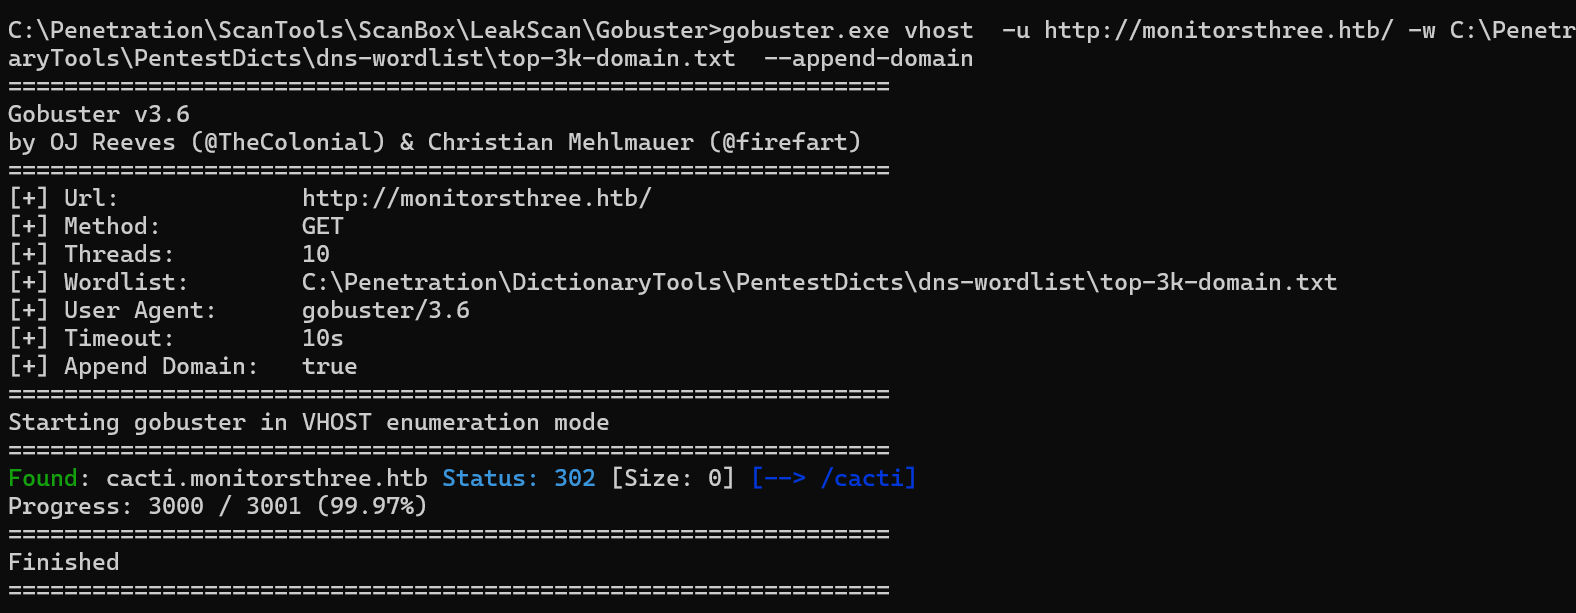 C:\Penetration\ScanTools\ScanBox\LeakScan\Gobuster>gobuster.exe vhost  -u http://monitorsthree.htb/ -w C:\Penetr
aryTools\PentestDicts\dns-wordlist\top-3k-domain.txt  --append-domain
===============================================================
Gobuster v3.6
by OJ Reeves (@TheColonial) & Christian Mehlmauer (@firefart)
===============================================================
[+] Url:             http://monitorsthree.htb/
[+] Method:          GET
[+] Threads:         10
[+] Wordlist:        C:\Penetration\DictionaryTools\PentestDicts\dns-wordlist\top-3k-domain.txt
[+] User Agent:      gobuster/3.6
[+] Timeout:         10s
[+] Append Domain:   true
===============================================================
Starting gobuster in VHOST enumeration mode
===============================================================
Found: cacti.monitorsthree.htb Status: 302 [Size: 0] [--> /cacti]
Progress: 3000 / 3001 (99.97%)
===============================================================
Finished
===============================================================